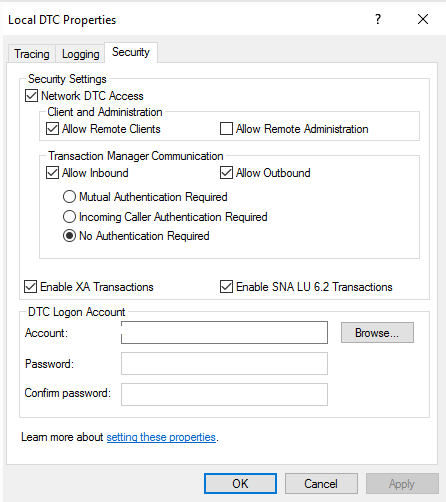 Local DTC Properties ? ×
Tracing Logging Security
Security Settings
Network DTC Access
Client and Administration
Allow Remote Clients Allow Remote Administration
Transaction Manager Communication
Allow Inbound Allow Outbound
Mutual Authentication Required
Incoming Caller Authentication Required
No Authentication Required
Enable XA Transactions Enable SNA LU 6.2 Transactions
DTC Logon Account
Account: Browse...
Password:
Confirm password:
Learn more about setting these properties.
OK Cancel Apply